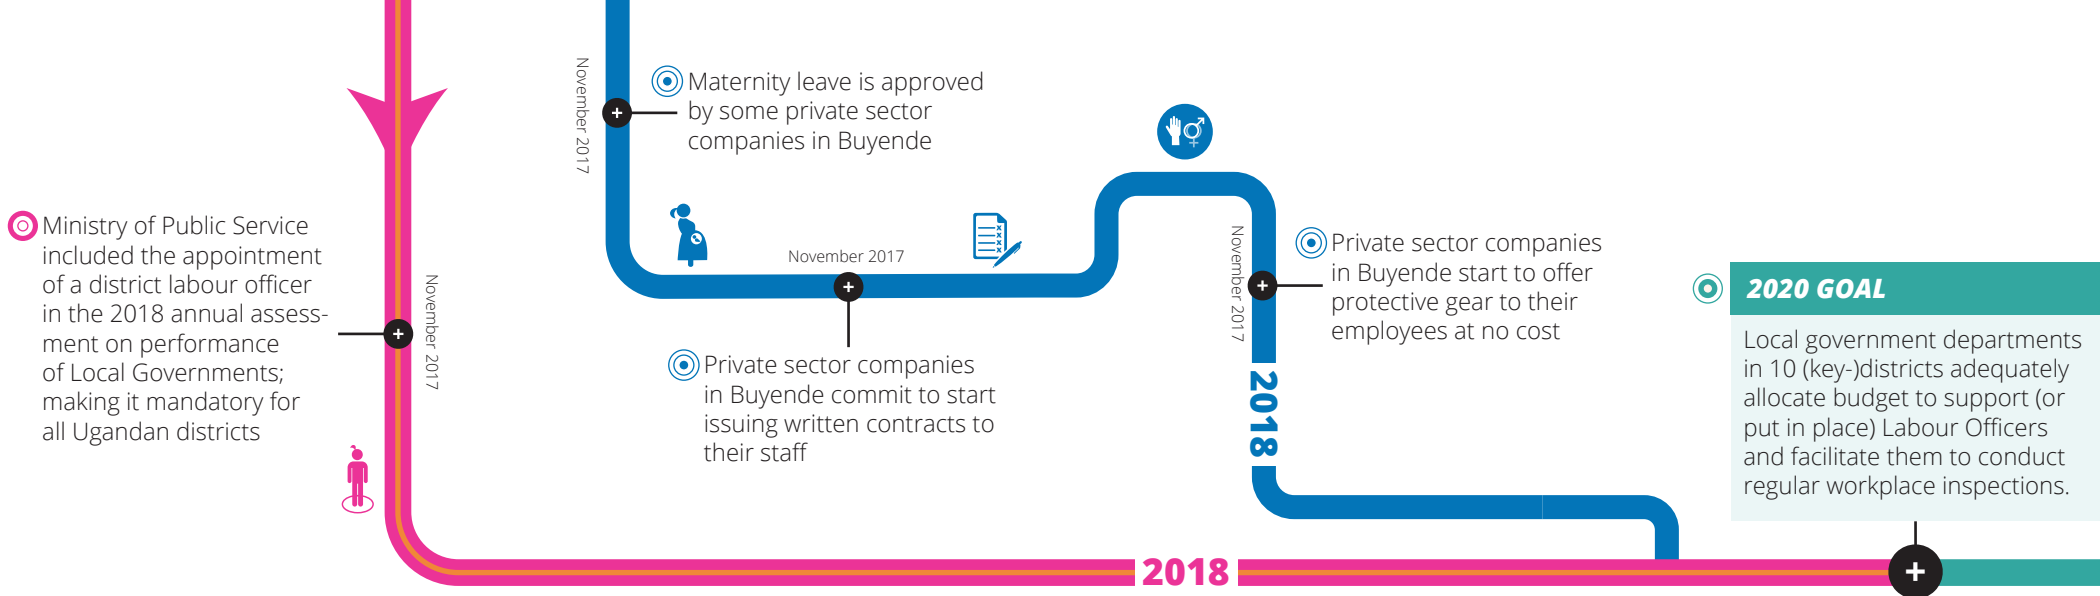 Ministry of Public Service
included the appointment
of a district labour officer
in the 2018 annual assess-
ment on performance
of Local Governments;
making it mandatory for
all Ugandan districts
November 2017
November 2017
Maternity leave is approved
by some private sector
companies in Buyende
November 2017
Private sector companies
in Buyende commit to start
issuing written contracts to
their staff
November 2017
Private sector companies
in Buyende start to offer
protective gear to their
employees at no cost
2018
2018
2020 GOAL
Local government departments
in 10 (key-)districts adequately
allocate budget to support (or
put in place) Labour Officers
and facilitate them to conduct
regular workplace inspections.